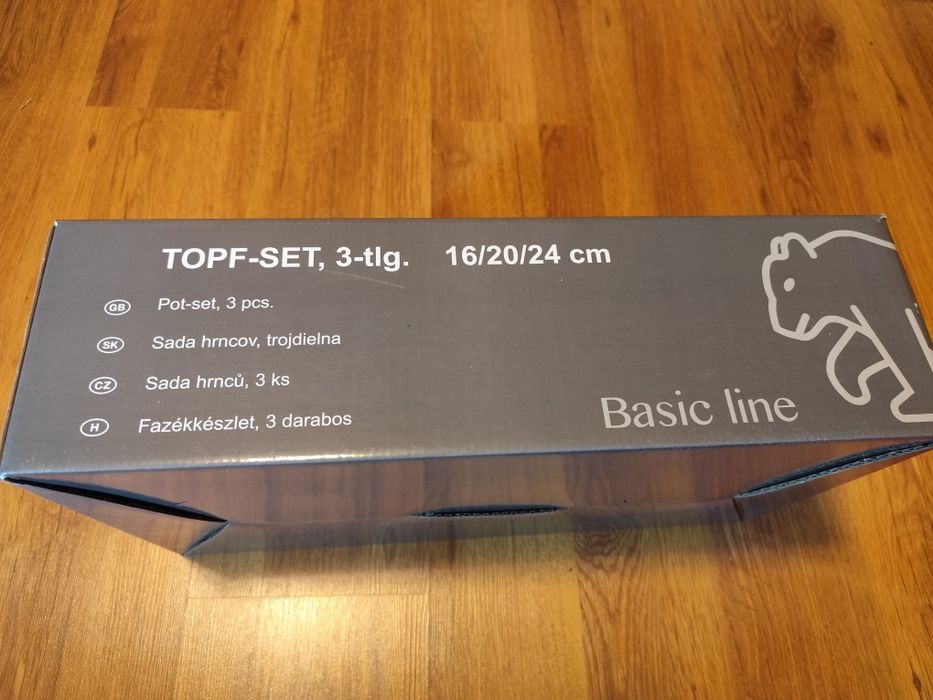 TOPF-SET, 3-tlg. 16/20/24 cm
GB Pot-set, 3 pcs.
SK Sada hrncov, trojdielna
CZ Sada hrnců, 3 ks
H Fazékkészlet, 3 darabos
Basic line